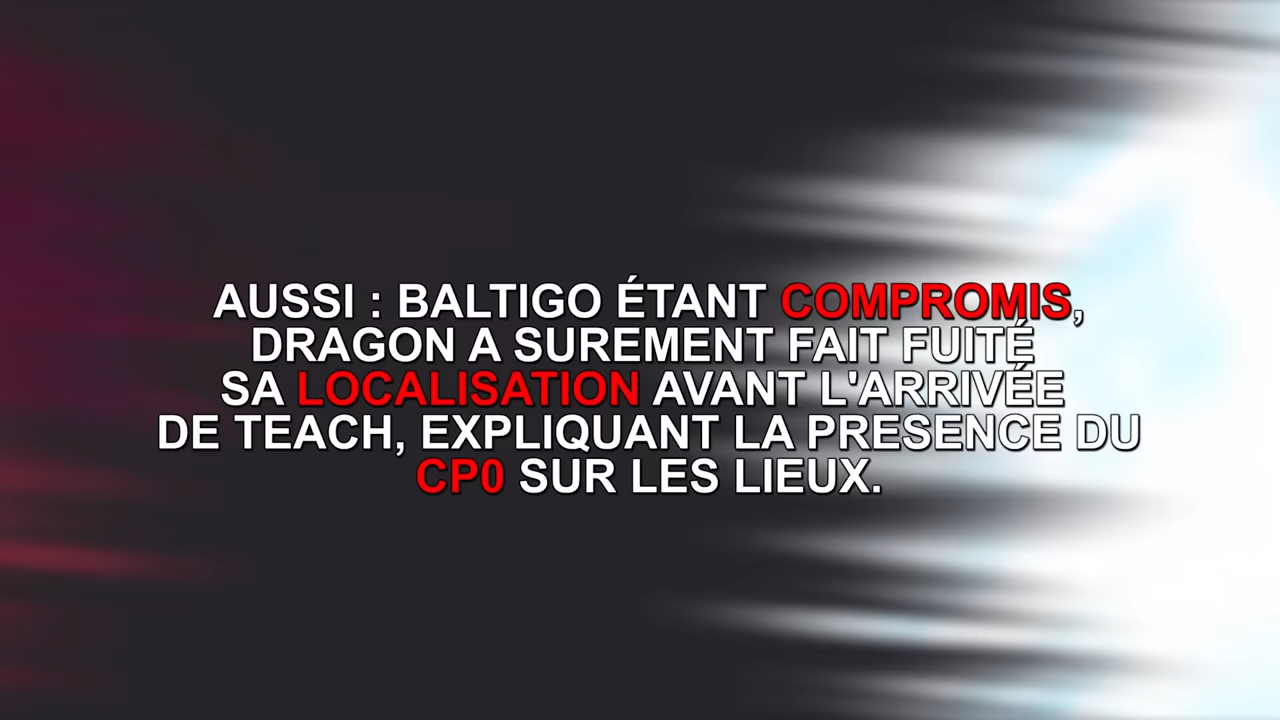 AUSSI : BALTIGO ÉTANT COMPROMIS,
DRAGON A SUREMENT FAIT FUITÉ
SA LOCALISATION AVANT L'ARRIVÉE
DE TEACH, EXPLIQUANT LA PRESENCE DU
CP0 SUR LES LIEUX.